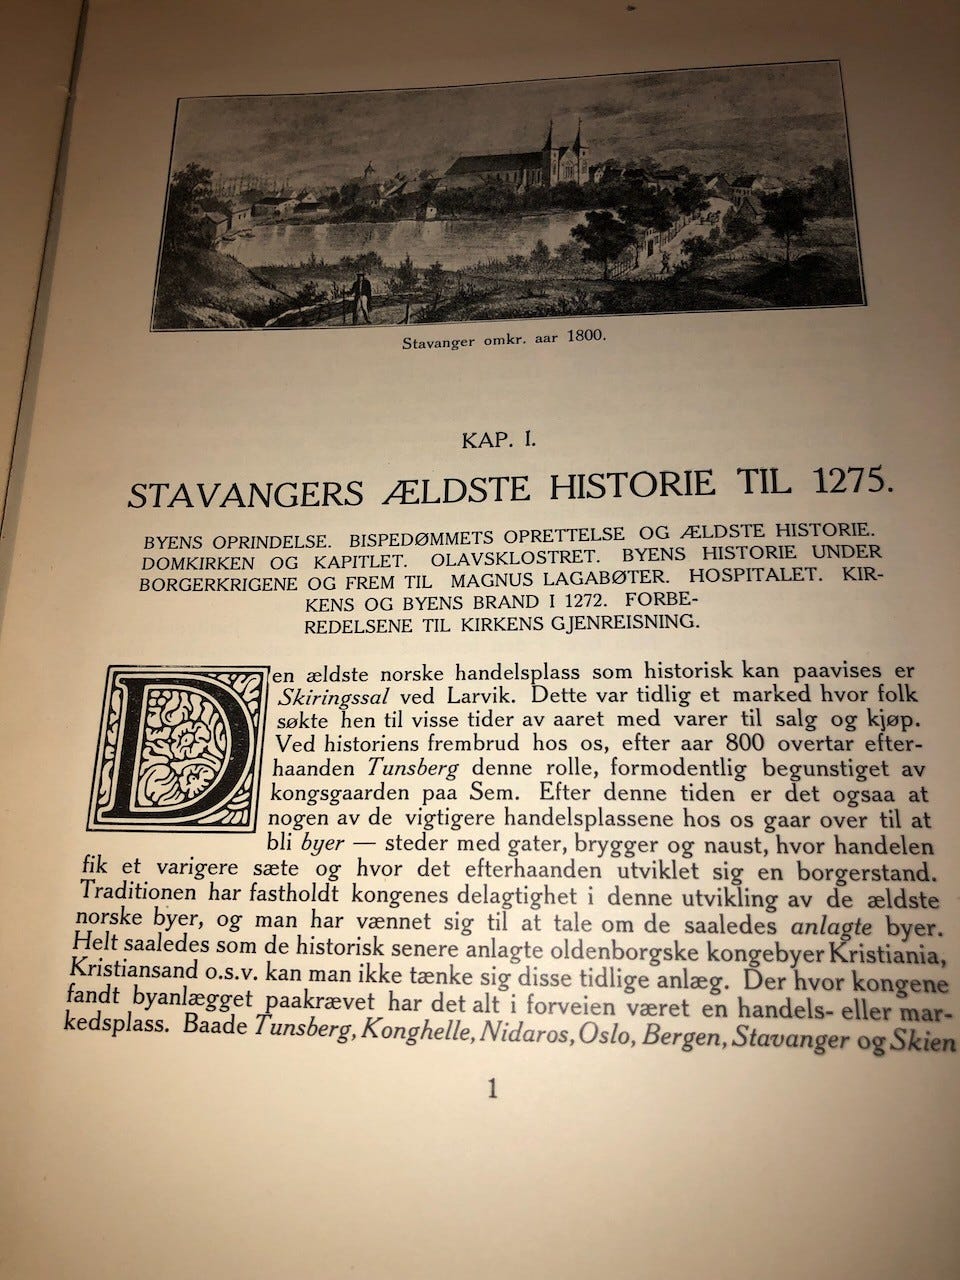 Stavanger omkr. aar 1800.
KAP. I.
STAVANGERS ÆLDSTE HISTORIE TIL 1275.
BYENS OPRINDELSE. BISPEDØMMETS OPRETTELSE OG ÆLDSTE HISTORIE.
DOMKIRKEN OG KAPITLET. OLAVSKLOSTRET. BYENS HISTORIE UNDER
BORGERKRIGENE OG FREM TIL MAGNUS LAGABØTER. HOSPITALET. KIR-
KENS OG BYENS BRAND I 1272. FORBE-
REDELSENE TIL KIRKENS GJENREISNING.
Den ældste norske handelsplass som historisk kan paavises er
Skiringssal ved Larvik. Dette var tidlig et marked hvor folk
søkte hen til visse tider av aaret med varer til salg og kjøp.
Ved historiens frembrud hos os, efter aar 800 overtar efter-
haanden Tunsberg denne rolle, formodentlig begunstiget av
kongsgaarden paa Sem. Efter denne tiden er det ogsaa at
nogen av de vigtigere handelsplassene hos os gaar over til at
bli byer — steder med gater, brygger og naust, hvor handelen
fik et varigere sæte og hvor det efterhaanden utviklet sig en borgerstand.
Traditionen har fastholdt kongenes delagtighet i denne utvikling av de ældste
norske byer, og man har vænnet sig til at tale om de saaledes anlagte byer.
Helt saaledes som de historisk senere anlagte oldenborgske kongebyer Kristiania,
Kristiansand o.s.v. kan man ikke tænke sig disse tidlige anlæg. Der hvor kongene
fandt byanlægget paakrævet har det alt i forveien været en handels- eller mar-
kedsplass. Baade Tunsberg, Konghelle, Nidaros, Oslo, Bergen, Stavanger og Skien
1